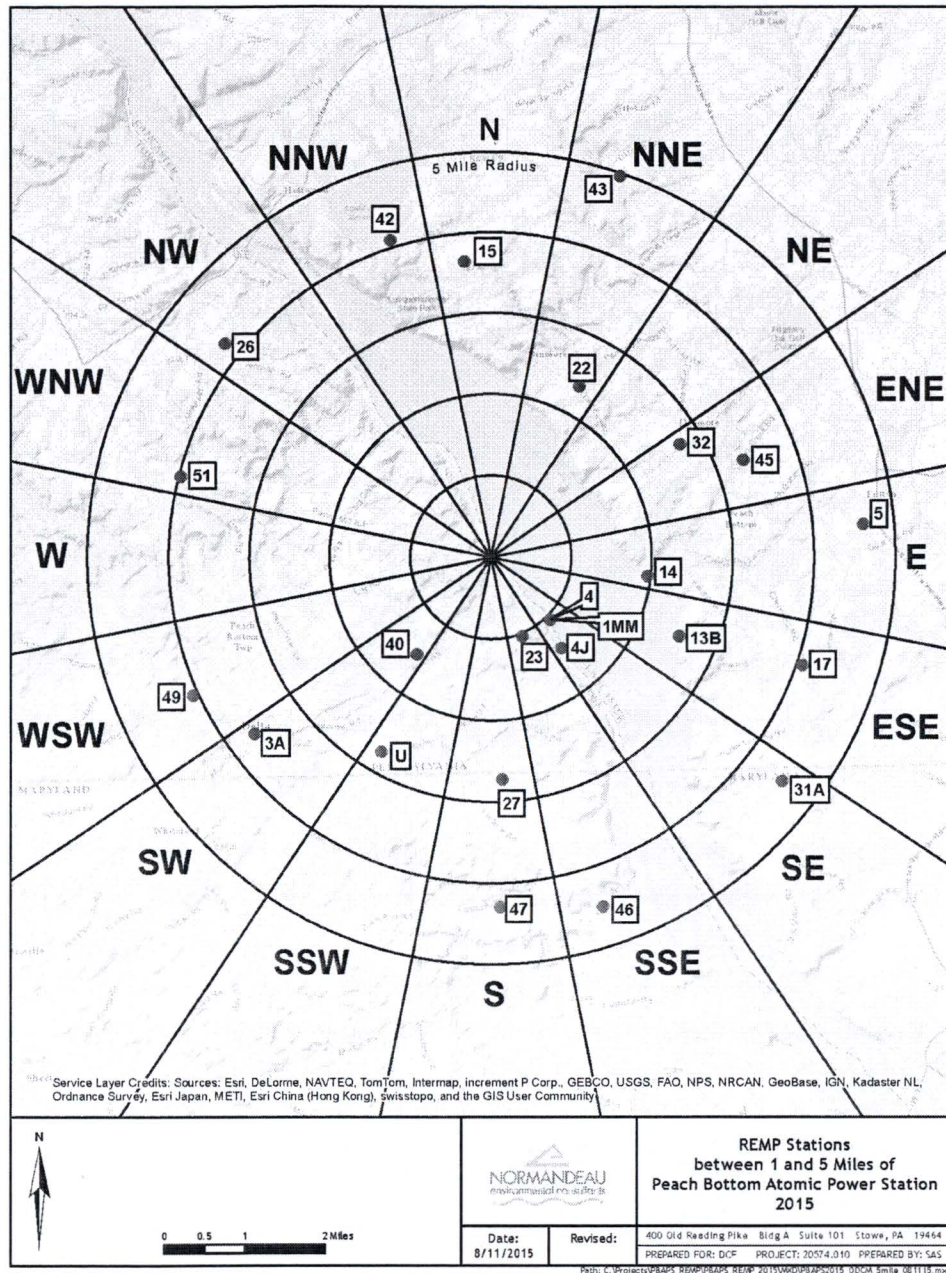 N
NNW
NNE
5 Mile Radius
43
42
15
NW
NE
26
22
WNW
ENE
32
45
51
5
W
E
14
4
1MM
40
23
4J
13B
17
49
WSW
ESE
3A
U
PENNSYLVANIA
MARYLAND
27
31A
SW
SE
47
46
SSW
SSE
S
Service Layer Credits: Sources: Esri, DeLorme, NAVTEQ, TomTom, Intermap, increment P Corp., GEBCO, USGS, FAO, NPS, NRCAN, GeoBase, IGN, Kadaster NL,
Ordnance Survey, Esri Japan, METI, Esri China (Hong Kong), swisstopo, and the GIS User Community
N
0 0.5 1 2 Miles
NORMANDEAU
environmental consultants
REMP Stations
between 1 and 5 Miles of
Peach Bottom Atomic Power Station
2015
Date:
8/11/2015
Revised:
400 Old Reading Pike Bldg A Suite 101 Stowe, PA 19464
PREPARED FOR: DCF PROJECT: 20574.010 PREPARED BY: SAS